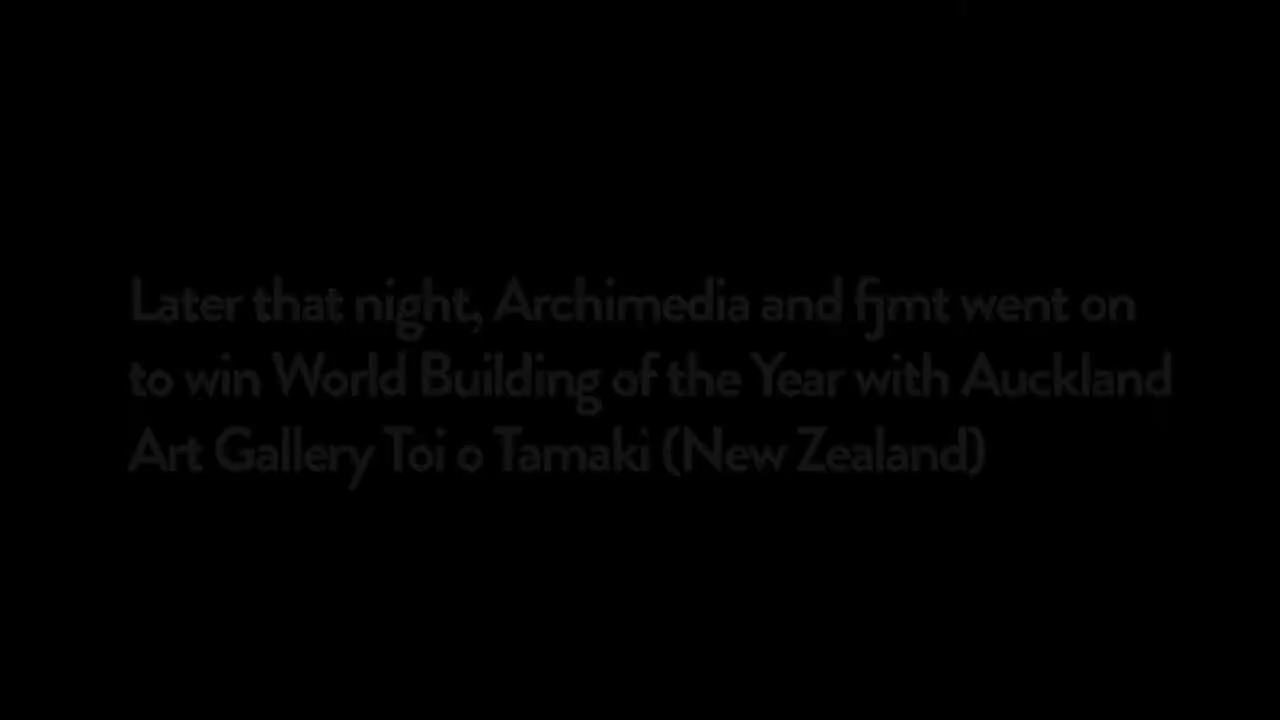 Later that night, Archimedia and fjmt went on
to win World Building of the Year with Auckland
Art Gallery Toi o Tamaki (New Zealand)